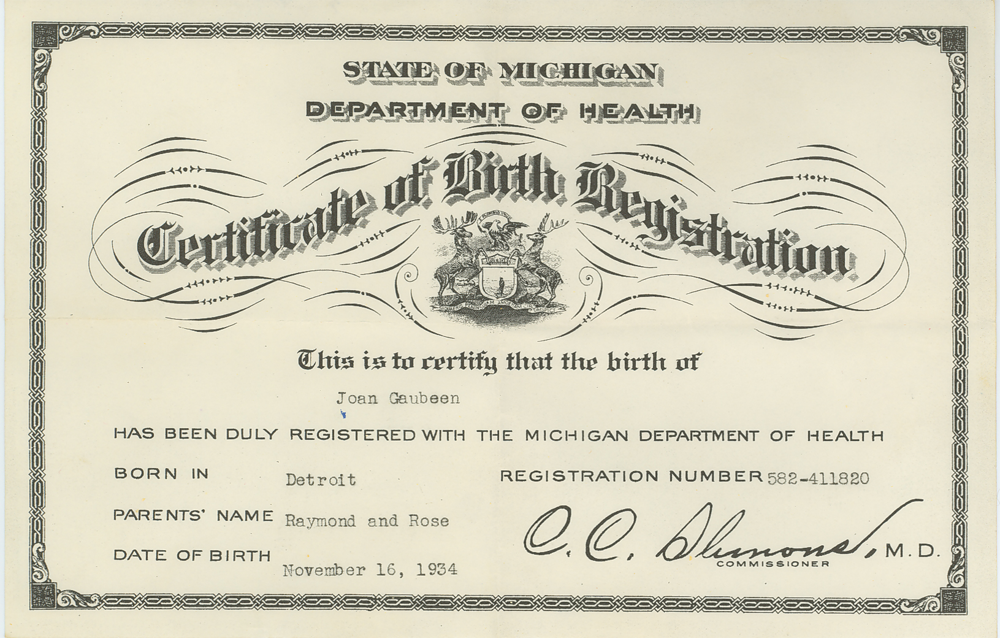 STATE OF MICHIGAN
DEPARTMENT OF HEALTH
Certificate of Birth Registration
This is to certify that the birth of
Joan Gaubeen
HAS BEEN DULY REGISTERED WITH THE MICHIGAN DEPARTMENT OF HEALTH
BORN IN Detroit REGISTRATION NUMBER 582-411820
PARENTS' NAME Raymond and Rose
DATE OF BIRTH November 16, 1934
C. C. Slemons, M.D.
COMMISSIONER